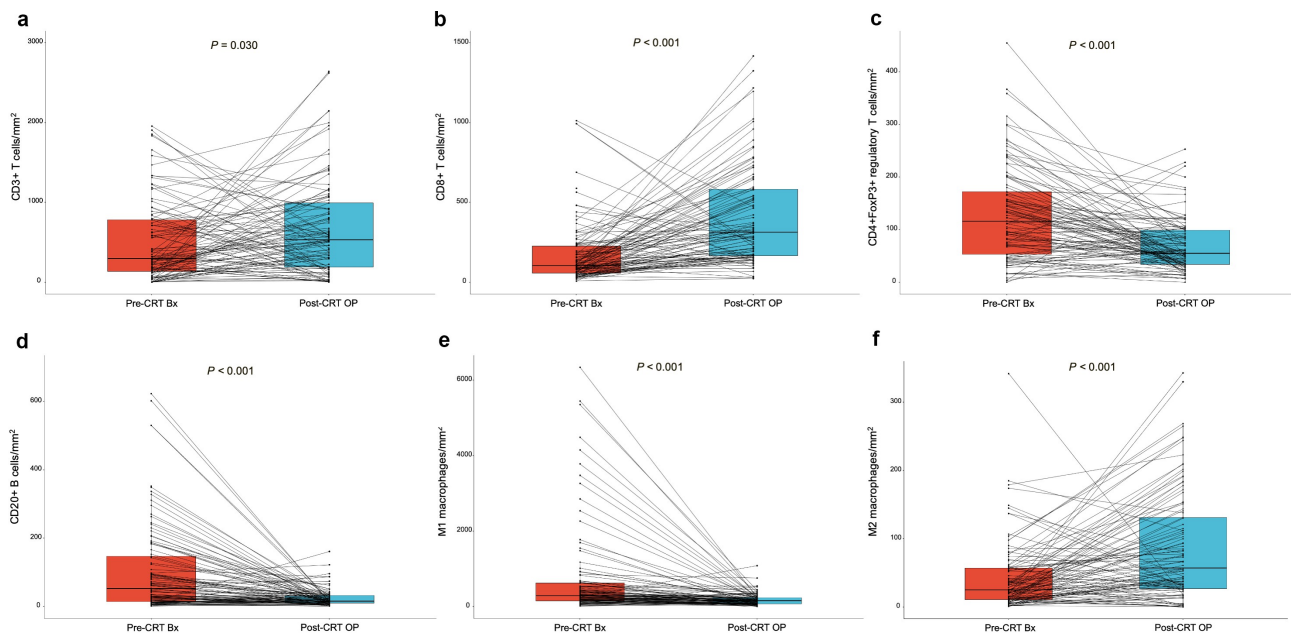 a
P = 0.030
3000
2000
1000
0
CD3+ T cells/mm²
Pre-CRT Bx
Post-CRT OP
b
P < 0.001
1500
1000
500
0
CD8+ T cells/mm²
Pre-CRT Bx
Post-CRT OP
c
P < 0.001
400
300
200
100
0
CD4+FoxP3+ regulatory T cells/mm²
Pre-CRT Bx
Post-CRT OP
d
P < 0.001
600
400
200
0
CD20+ B cells/mm²
Pre-CRT Bx
Post-CRT OP
e
P < 0.001
6000
4000
2000
0
M1 macrophages/mm²
Pre-CRT Bx
Post-CRT OP
f
P < 0.001
300
200
100
0
M2 macrophages/mm²
Pre-CRT Bx
Post-CRT OP